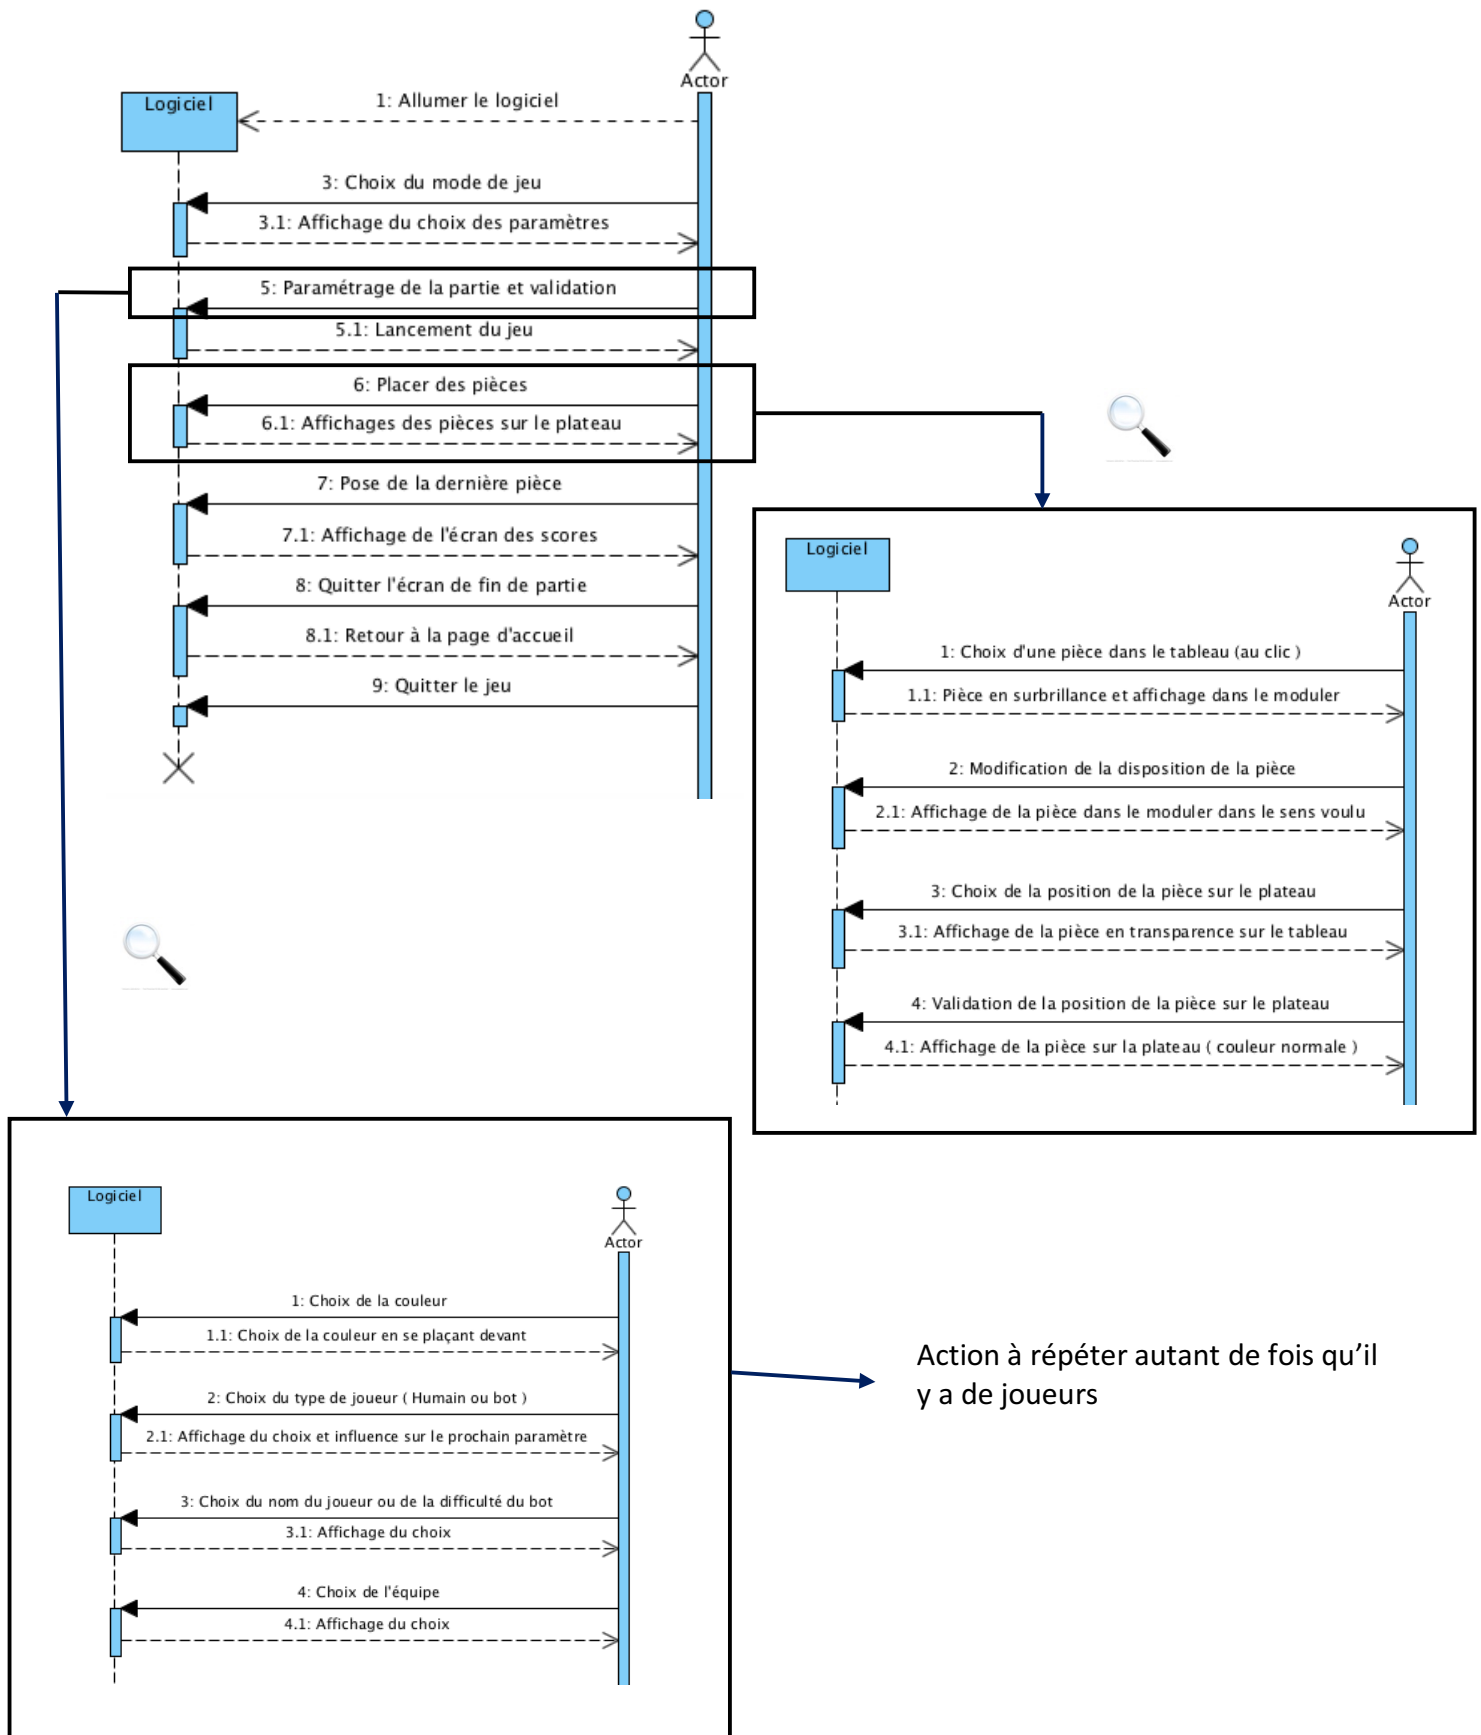 Actor
Logiciel
1: Allumer le logiciel
3: Choix du mode de jeu
3.1: Affichage du choix des paramètres
5: Paramétrage de la partie et validation
5.1: Lancement du jeu
6: Placer des pièces
6.1: Affichages des pièces sur le plateau
7: Pose de la dernière pièce
7.1: Affichage de l'écran des scores
8: Quitter l'écran de fin de partie
8.1: Retour à la page d'accueil
9: Quitter le jeu
Logiciel
Actor
1: Choix d'une pièce dans le tableau (au clic )
1.1: Pièce en surbrillance et affichage dans le moduler
2: Modification de la disposition de la pièce
2.1: Affichage de la pièce dans le moduler dans le sens voulu
3: Choix de la position de la pièce sur le plateau
3.1: Affichage de la pièce en transparence sur le tableau
4: Validation de la position de la pièce sur le plateau
4.1: Affichage de la pièce sur la plateau ( couleur normale )
Logiciel
Actor
1: Choix de la couleur
1.1: Choix de la couleur en se plaçant devant
2: Choix du type de joueur ( Humain ou bot )
2.1: Affichage du choix et influence sur le prochain paramètre
3: Choix du nom du joueur ou de la difficulté du bot
3.1: Affichage du choix
4: Choix de l'équipe
4.1: Affichage du choix
Action à répéter autant de fois qu'il
y a de joueurs